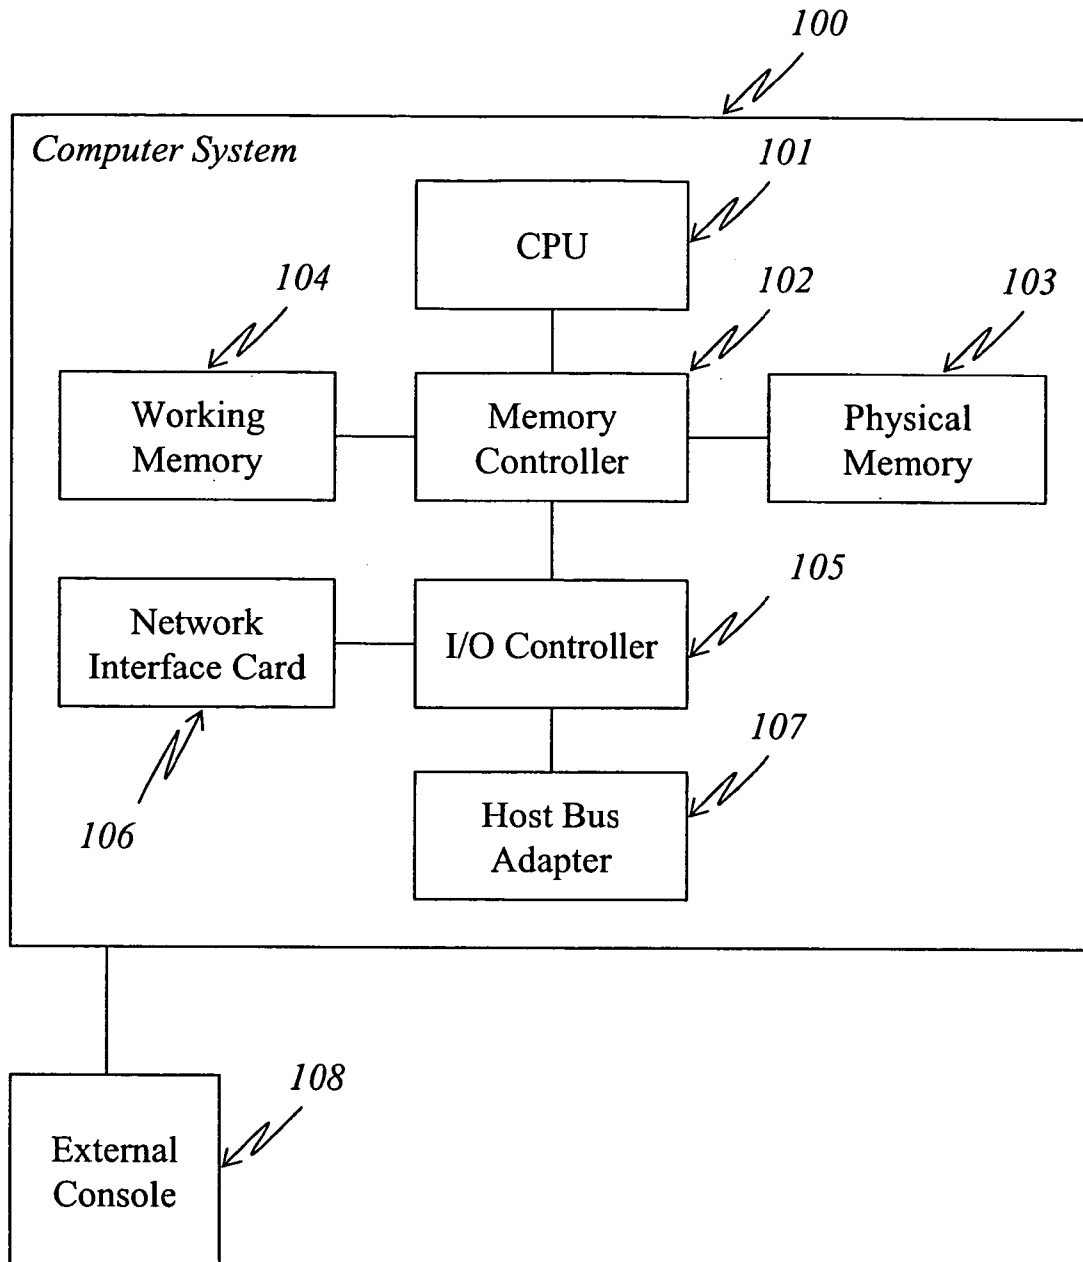 100
Computer System
101
CPU
104
102
103
Working
Memory
Memory
Controller
Physical
Memory
105
Network
Interface Card
I/O Controller
107
106
Host Bus
Adapter
108
External
Console